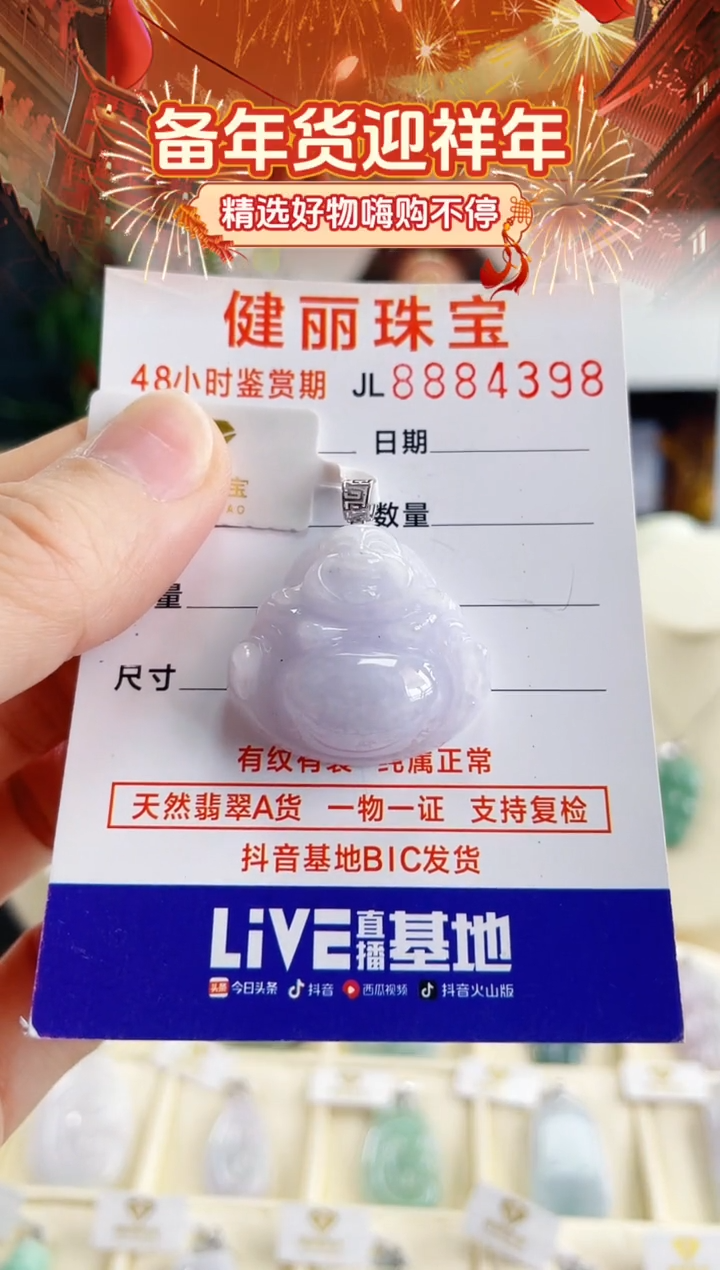 备年货迎祥年
精选好物嗨购不停
健丽珠宝
48小时鉴赏期 JL8884398
日期
宝
数量
量
尺寸
有纹有裂 纯属正常
天然翡翠A货 一物一证 支持复检
抖音基地BIC发货
LiVE直播基地
头条 今日头条 抖音 西瓜视频 抖音火山版